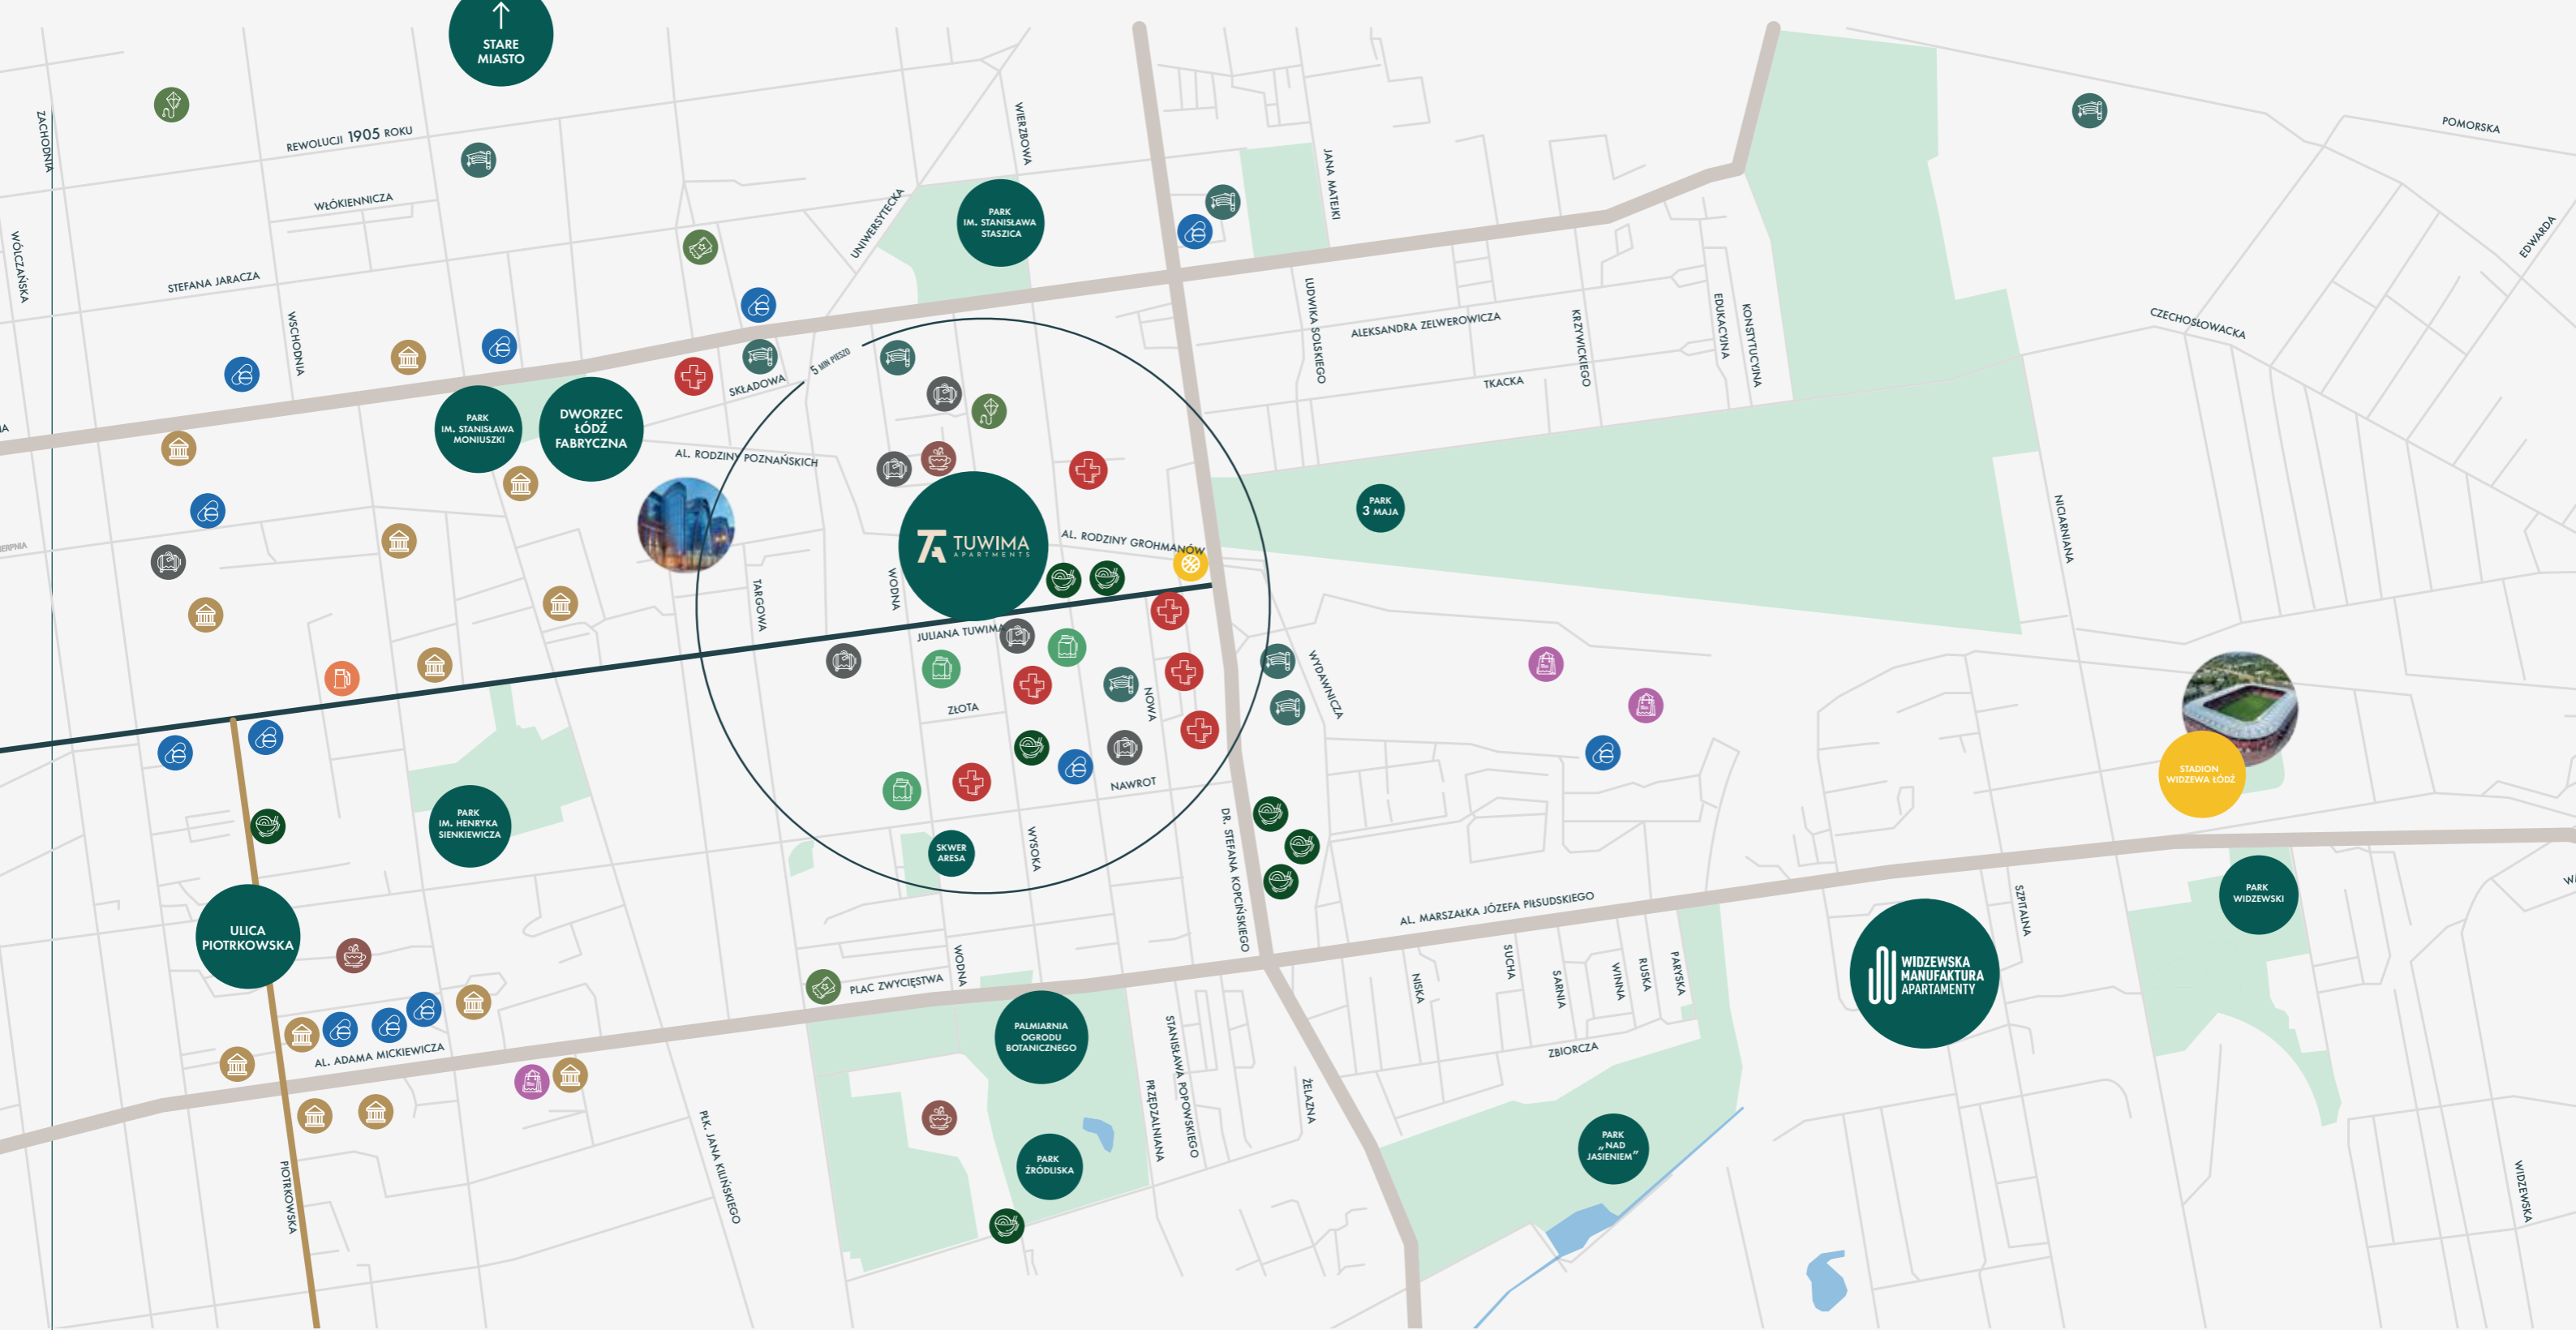 STARE
MIASTO
ZACHODNIA
REWOLUCJI 1905 ROKU
WŁÓKIENNICZA
WÓLCZAŃSKA
STEFANA JARACZA
WSCHODNIA
UNIWERSYTECKA
WIERZBOWA
PARK
IM. STANISŁAWA
STASZICA
JANA MATEJKI
POMORSKA
EDWARDA
CZECHOSŁOWACKA
LUDWIKA SOLSKIEGO
ALEKSANDRA ZELWEROWICZA
KRZYWICKIEGO
EDUKACYJNA
KONSTYTUCYJNA
TKACKA
5 MIN PIESZO
SKŁADOWA
PARK
IM. STANISŁAWA
MONIUSZKI
DWORZEC
ŁÓDŹ
FABRYCZNA
AL. RODZINY POZNAŃSKICH
TUWIMA
APARTMENTS
AL. RODZINY GROHMANÓW
PARK
3 MAJA
NICIARNIANA
TARGOWA
WODNA
JULIANA TUWIMA
ZŁOTA
NOWA
WYDAWNICZA
NAWROT
PARK
IM. HENRYKA
SIENKIEWICZA
SKWER
ARESA
WYSOKA
DR. STEFANA KOPCIŃSKIEGO
STADION
WIDZEWA ŁÓDŹ
ULICA
PIOTRKOWSKA
PLAC ZWYCIĘSTWA
WODNA
AL. MARSZAŁKA JÓZEFA PIŁSUDSKIEGO
NISKA
SUCHA
SARNIA
WINNA
RUSKA
PARYSKA
WIDZEWSKA
MANUFAKTURA
APARTAMENTY
SZPITALNA
PARK
WIDZEWSKI
AL. ADAMA MICKIEWICZA
PALMIARNIA
OGRODU
BOTANICZNEGO
STANISŁAWA POPOWSKIEGO
PRZĘDZALNIANA
ŻELAZNA
ZBIORCZA
PIOTRKOWSKA
PŁK. JANA KILIŃSKIEGO
PARK
ŹRÓDLISKA
PARK
„NAD
JASIENIEM"
WIDZEWSKA